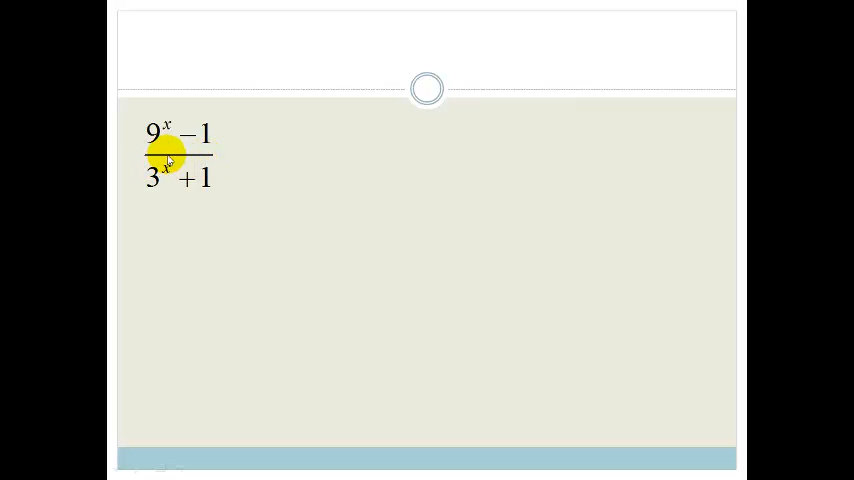 9^x − 1
3^x + 1